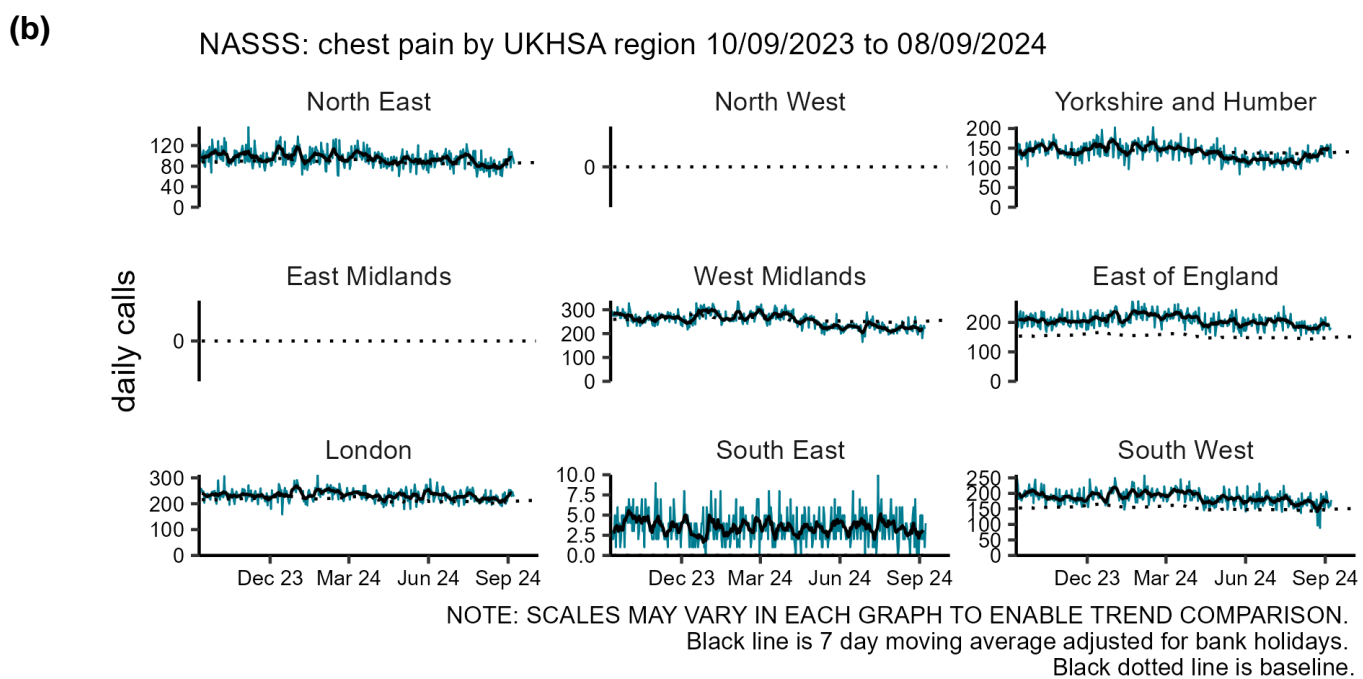 (b)
NASSS: chest pain by UKHSA region 10/09/2023 to 08/09/2024
North East
North West
Yorkshire and Humber
120
80
40
0
0
200
150
100
50
0
daily calls
East Midlands
West Midlands
East of England
0
300
200
100
0
200
100
0
London
South East
South West
300
200
100
0
10.0
7.5
5.0
2.5
0.0
250
200
150
100
50
0
Dec 23 Mar 24 Jun 24 Sep 24
Dec 23 Mar 24 Jun 24 Sep 24
Dec 23 Mar 24 Jun 24 Sep 24
NOTE: SCALES MAY VARY IN EACH GRAPH TO ENABLE TREND COMPARISON.
Black line is 7 day moving average adjusted for bank holidays.
Black dotted line is baseline.